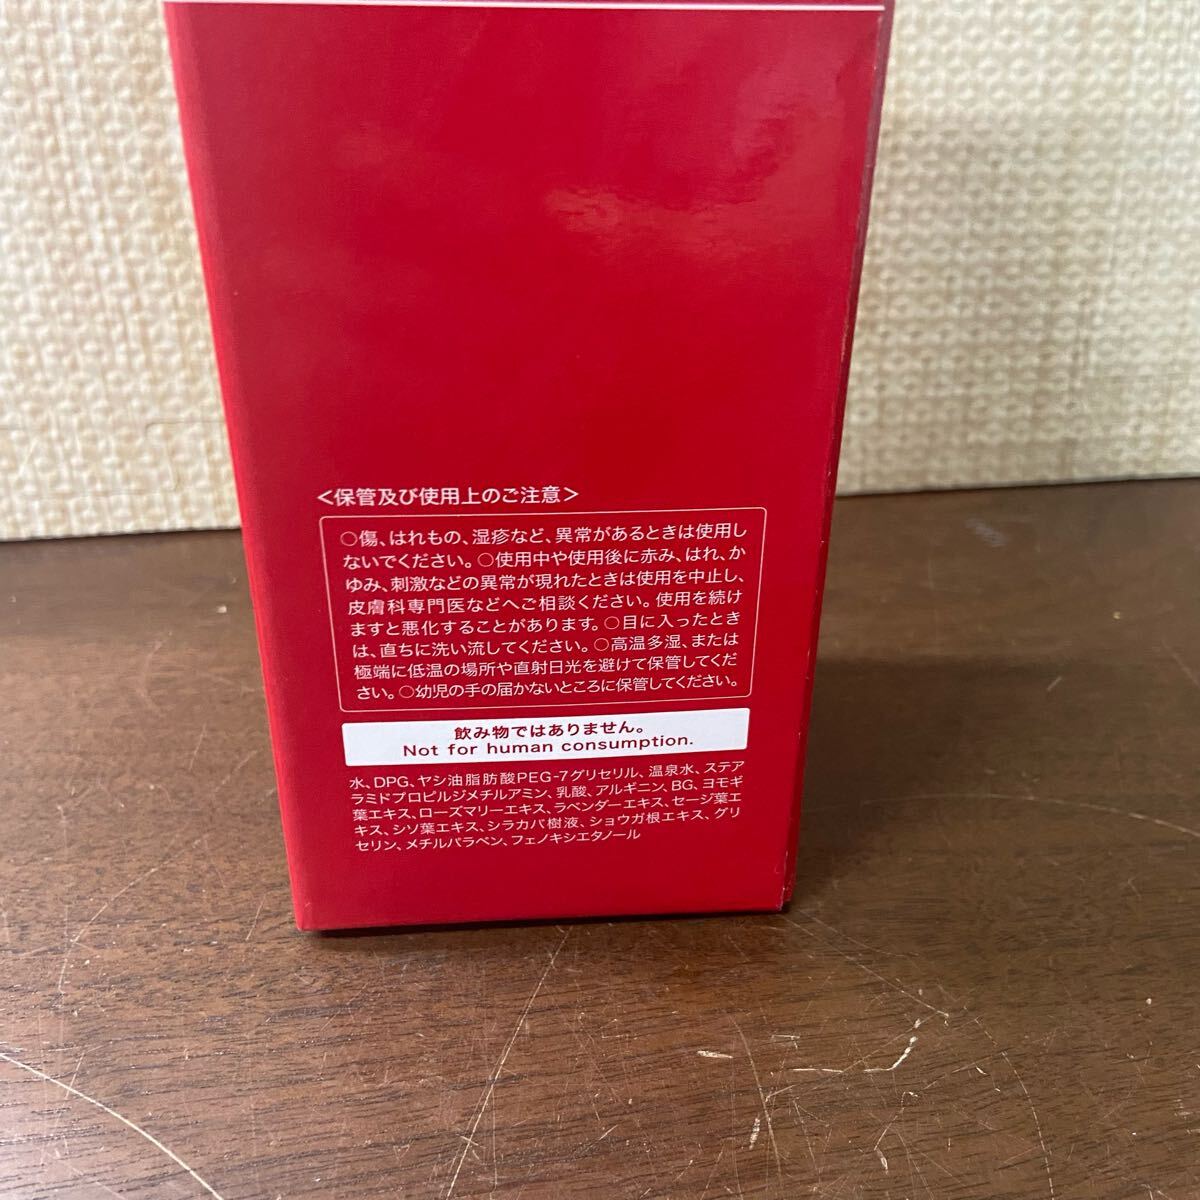 <保管及び使用上のご注意>
○傷、はれもの、湿疹など、異常があるときは使用し
ないでください。○使用中や使用後に赤み、はれ、か
ゆみ、刺激などの異常が現れたときは使用を中止し、
皮膚科専門医などへご相談ください。使用を続け
ますと悪化することがあります。○目に入ったとき
は、直ちに洗い流してください。○高温多湿、または
極端に低温の場所や直射日光を避けて保管してくだ
さい。○幼児の手の届かないところに保管してください。
飲み物ではありません。
Not for human consumption.
水、DPG、ヤシ油脂肪酸PEG-7グリセリル、温泉水、ステア
ラミドプロピルジメチルアミン、乳酸、アルギニン、BG、ヨモギ
葉エキス、ローズマリーエキス、ラベンダーエキス、セージ葉エ
キス、シソ葉エキス、シラカバ樹液、ショウガ根エキス、グリ
セリン、メチルパラベン、フェノキシエタノール